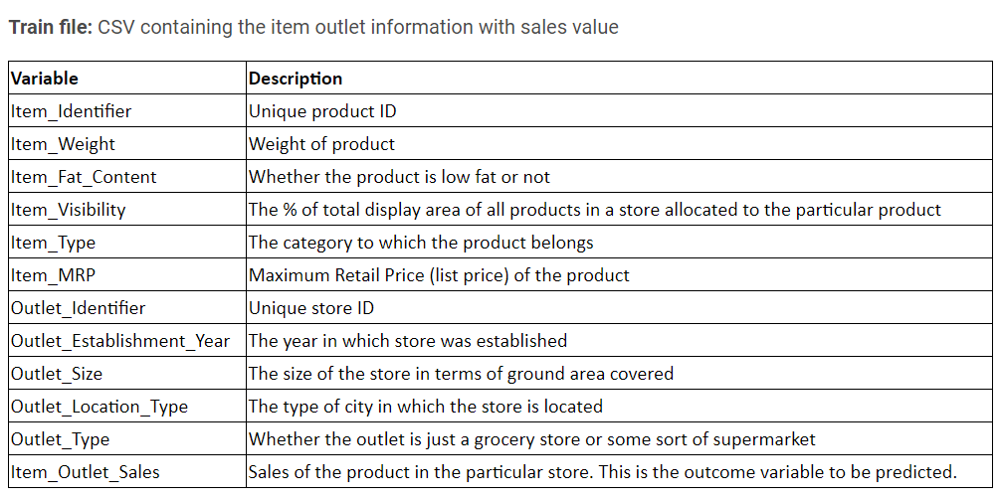 Train file: CSV containing the item outlet information with sales value
Variable Description
Item_Identifier Unique product ID
Item_Weight Weight of product
Item_Fat_Content Whether the product is low fat or not
Item_Visibility The % of total display area of all products in a store allocated to the particular product
Item_Type The category to which the product belongs
Item_MRP Maximum Retail Price (list price) of the product
Outlet_Identifier Unique store ID
Outlet_Establishment_Year The year in which store was established
Outlet_Size The size of the store in terms of ground area covered
Outlet_Location_Type The type of city in which the store is located
Outlet_Type Whether the outlet is just a grocery store or some sort of supermarket
Item_Outlet_Sales Sales of the product in the particular store. This is the outcome variable to be predicted.